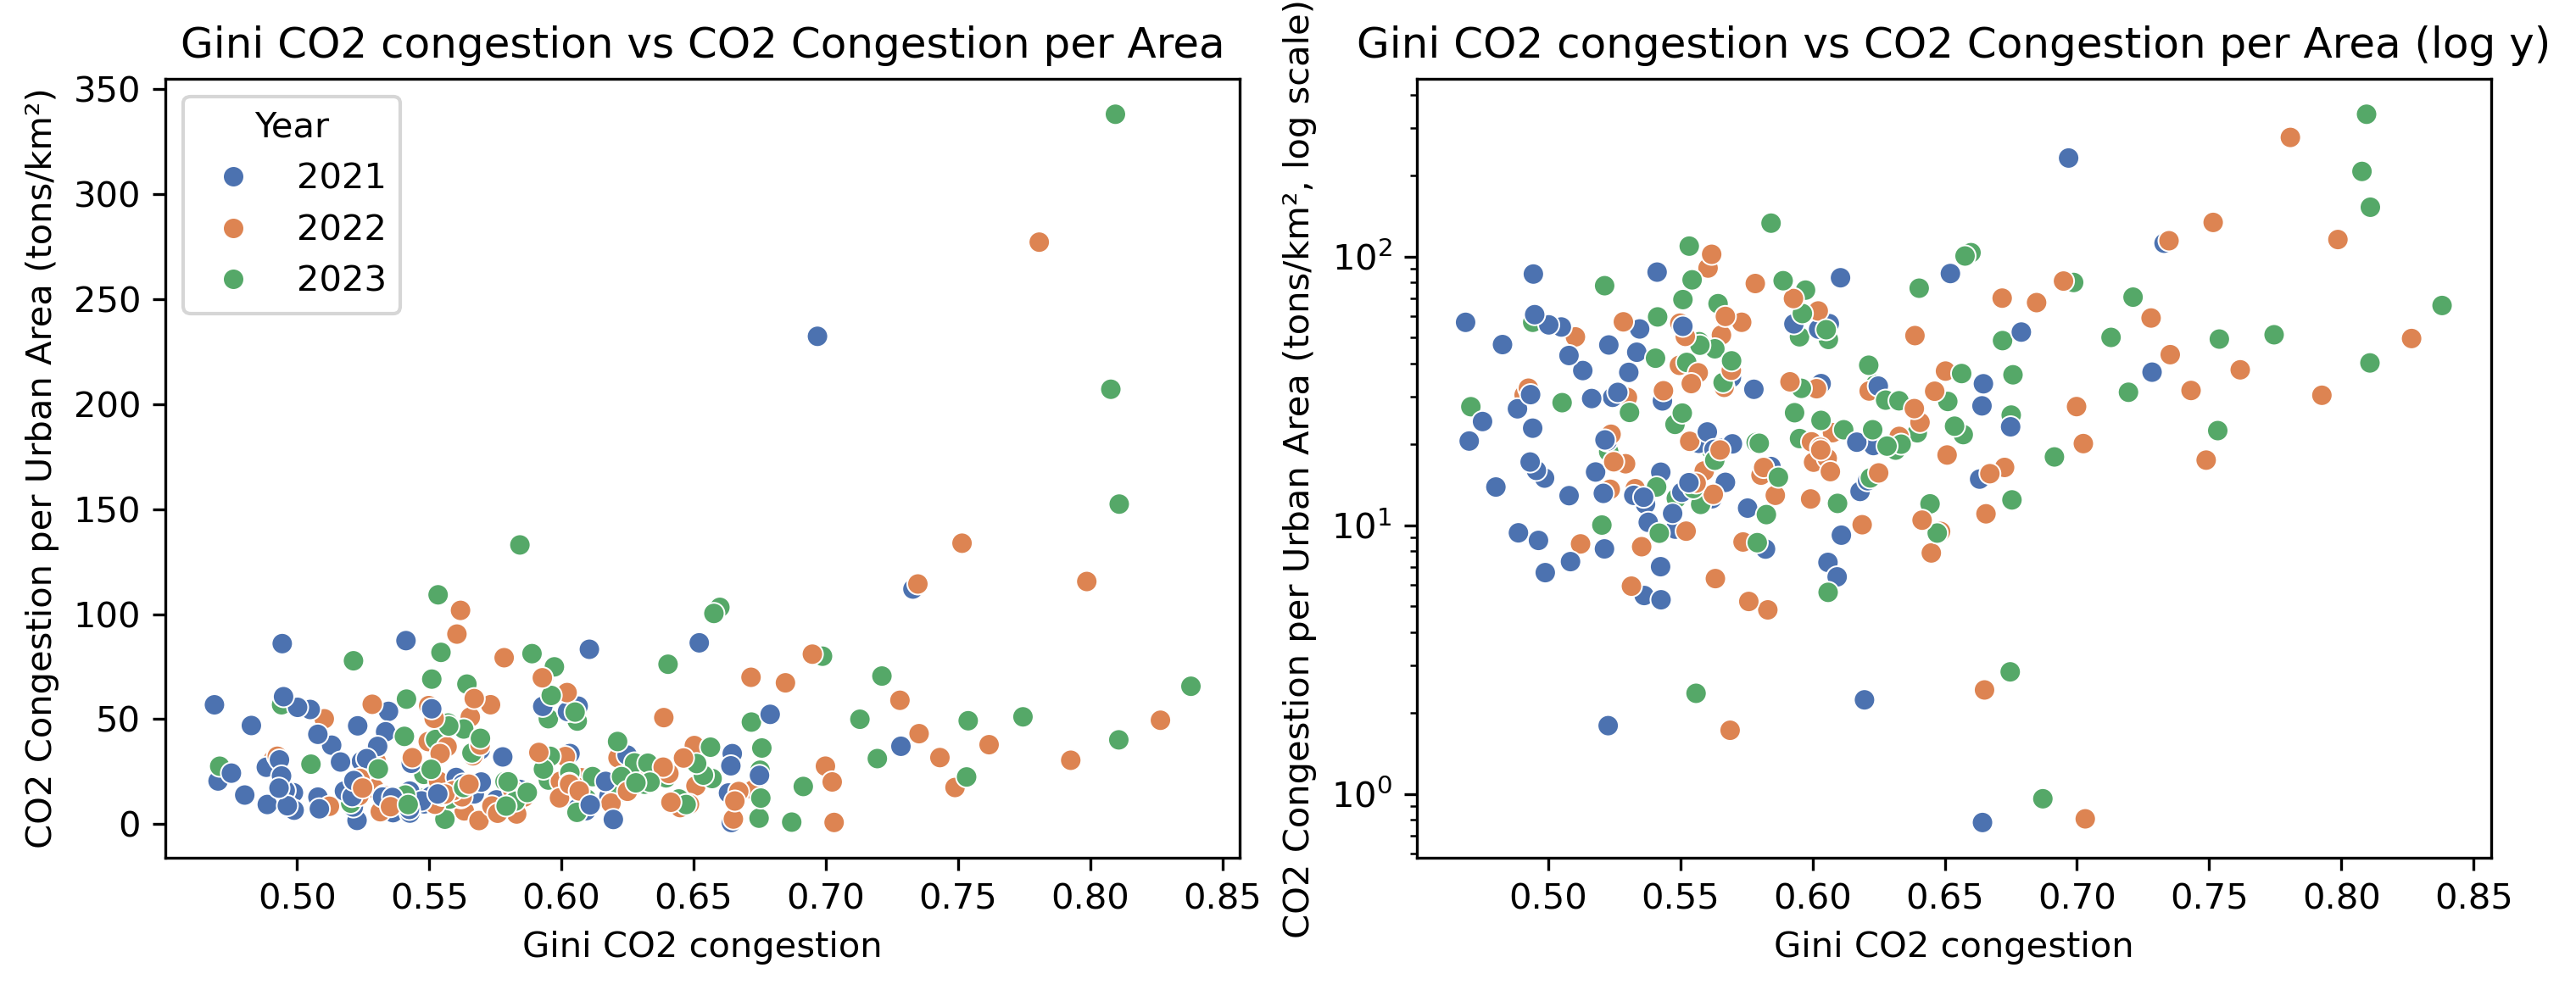 Gini CO2 congestion vs CO2 Congestion per Area
CO2 Congestion per Urban Area (tons/km²)
350
300
250
200
150
100
50
0
Year
2021
2022
2023
0.50 0.55 0.60 0.65 0.70 0.75 0.80 0.85
Gini CO2 congestion
Gini CO2 congestion vs CO2 Congestion per Area (log y)
CO2 Congestion per Urban Area (tons/km², log scale)
10²
10¹
10⁰
0.50 0.55 0.60 0.65 0.70 0.75 0.80 0.85
Gini CO2 congestion